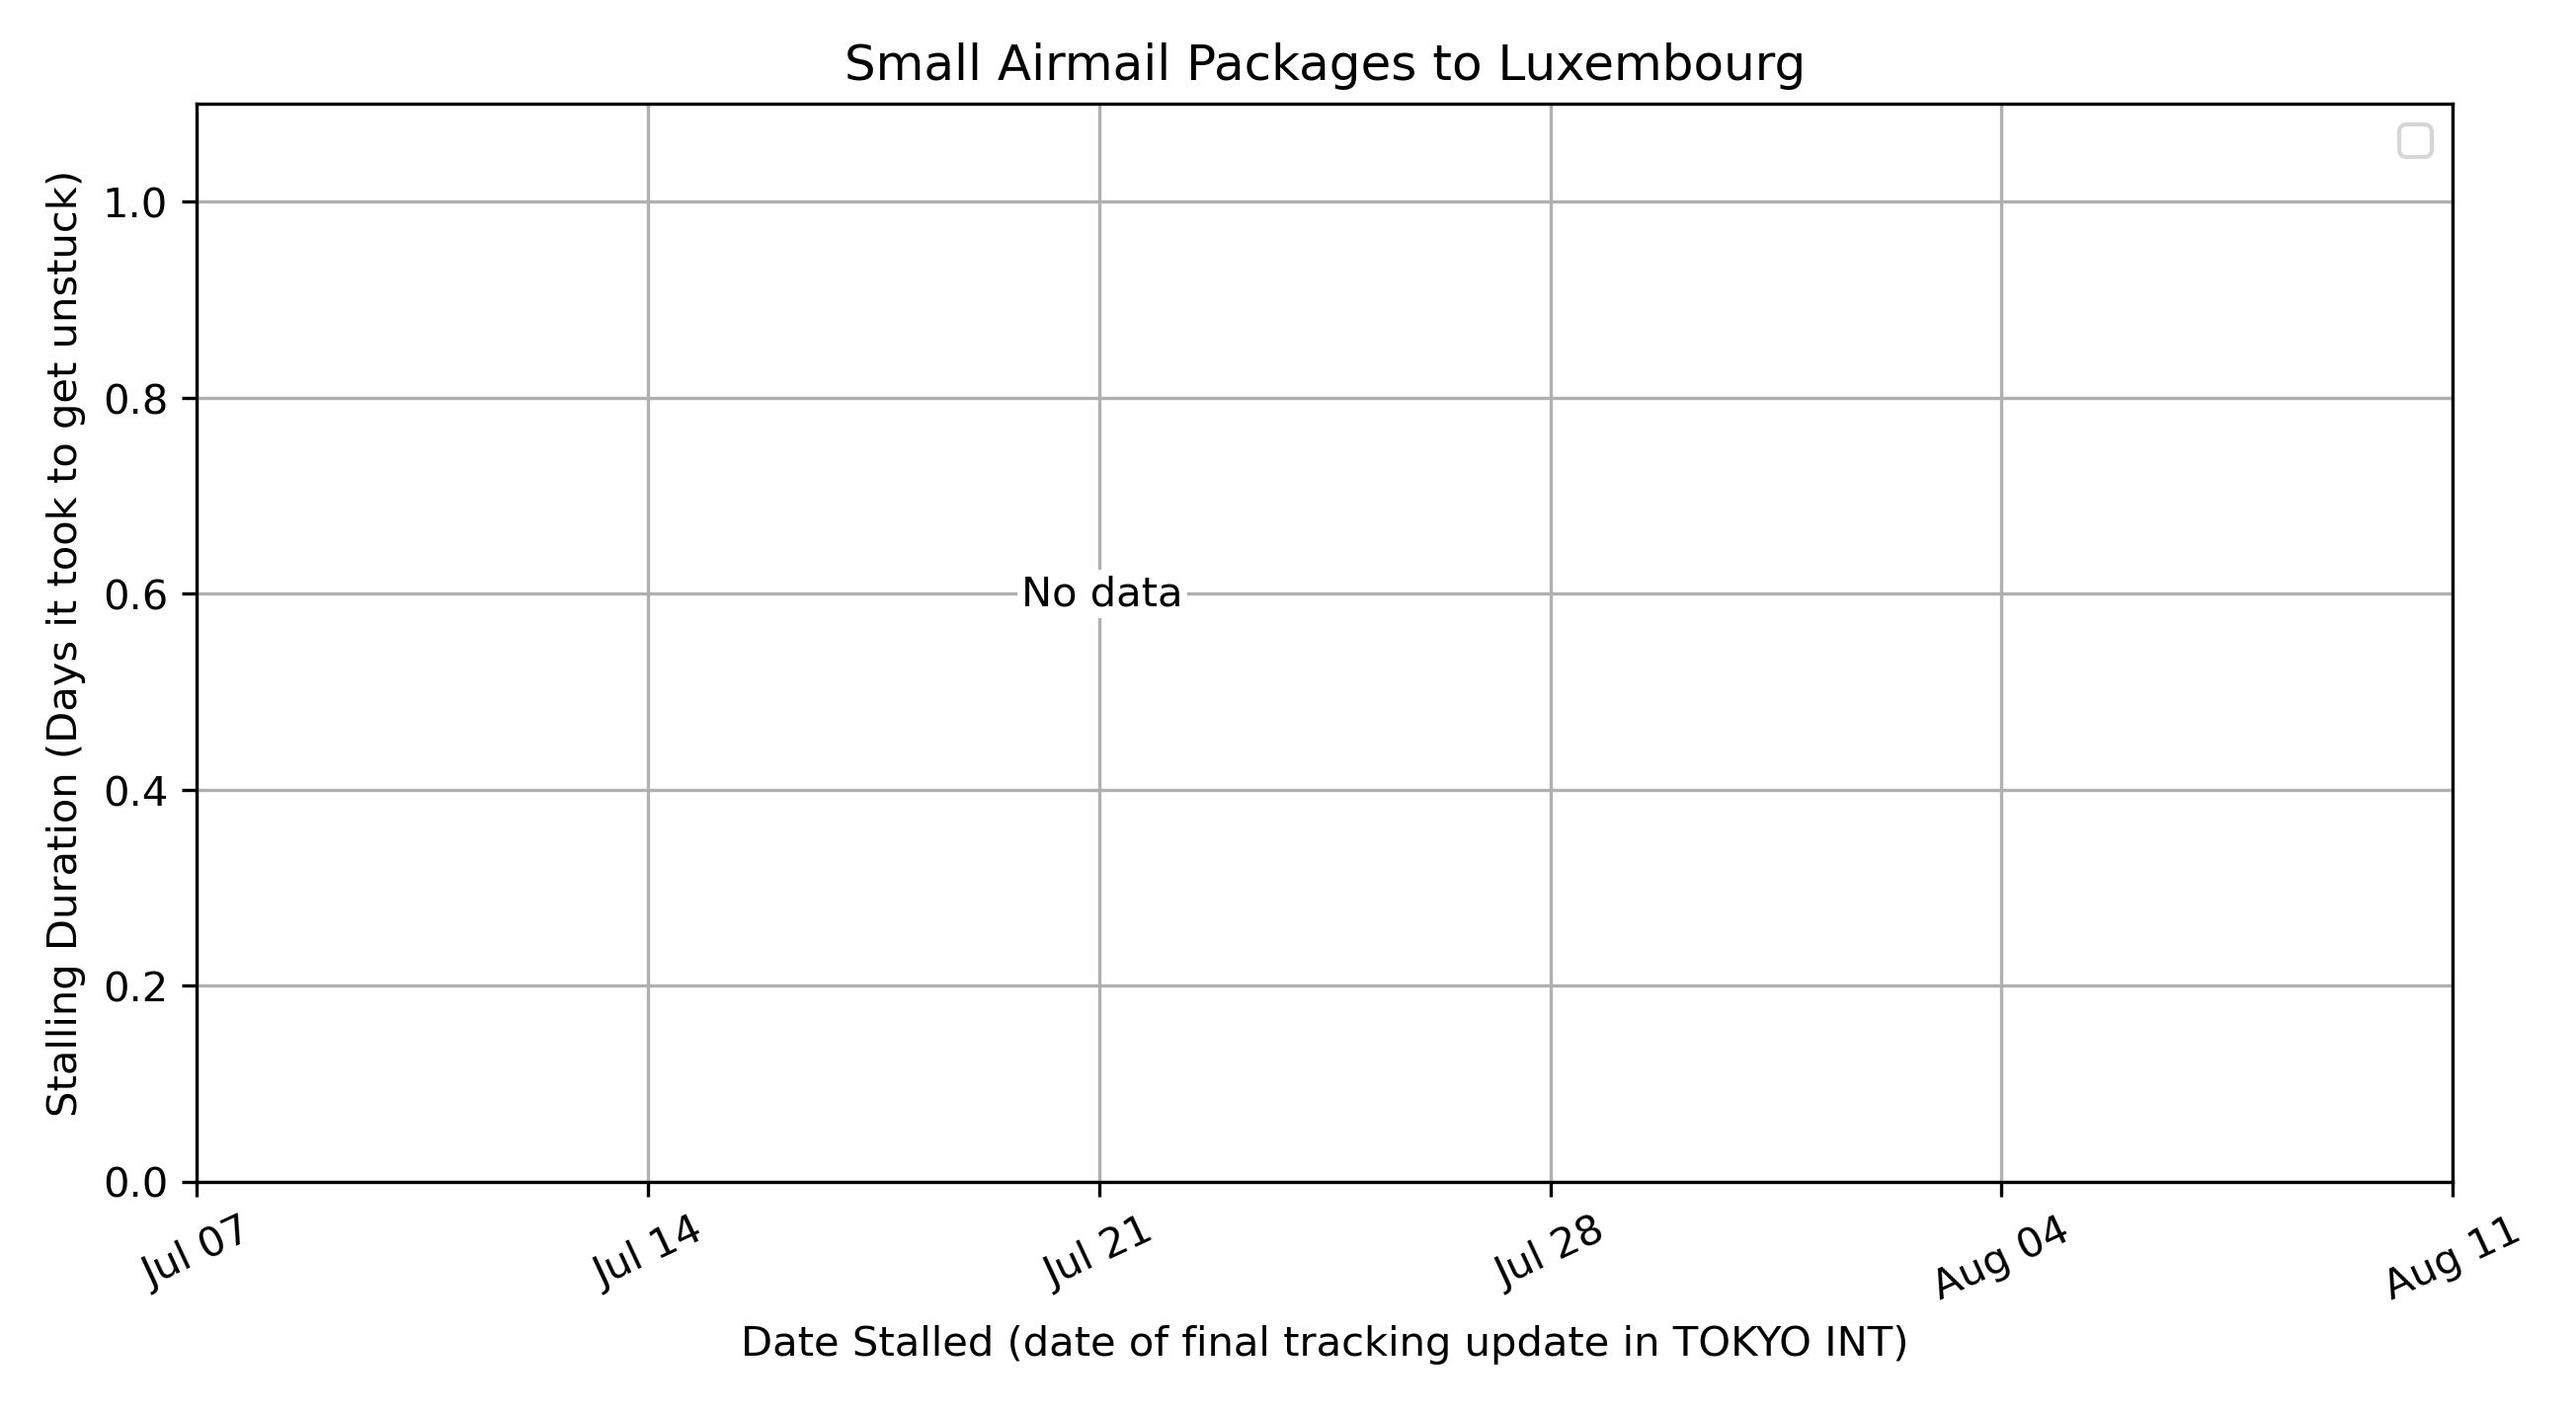 Small Airmail Packages to Luxembourg
Stalling Duration (Days it took to get unstuck)
1.0
0.8
0.6
0.4
0.2
0.0
No data
Jul 07
Jul 14
Jul 21
Jul 28
Aug 04
Aug 11
Date Stalled (date of final tracking update in TOKYO INT)